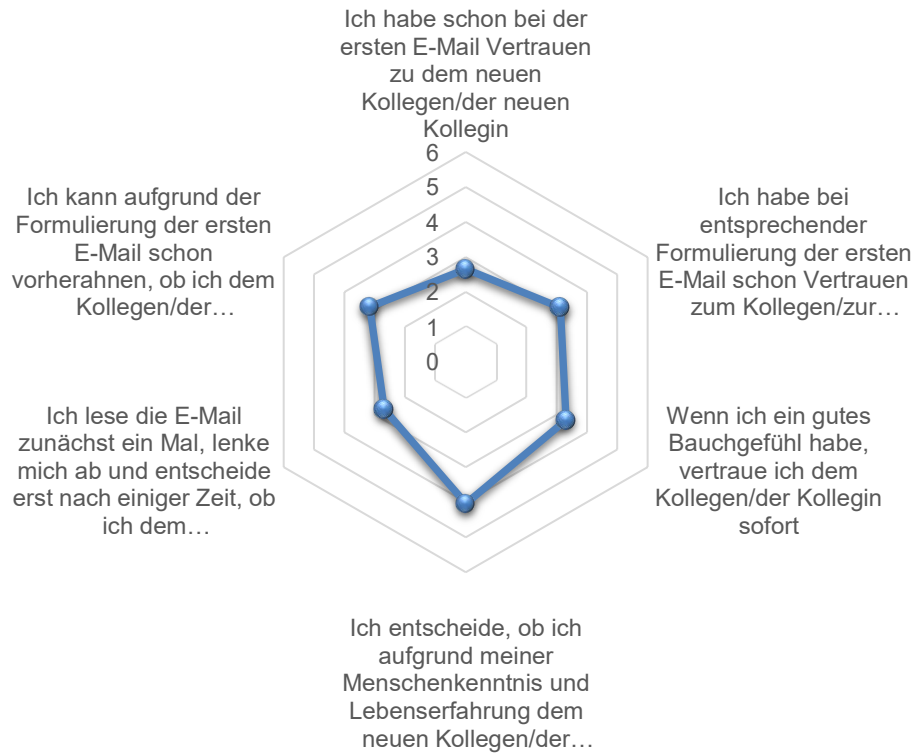 Ich habe schon bei der
ersten E-Mail Vertrauen
zu dem neuen
Kollegen/der neuen
Kollegin
6
5
4
3
2
1
0
Ich habe bei
entsprechender
Formulierung der ersten
E-Mail schon Vertrauen
zum Kollegen/zur…
Wenn ich ein gutes
Bauchgefühl habe,
vertraue ich dem
Kollegen/der Kollegin
sofort
Ich entscheide, ob ich
aufgrund meiner
Menschenkenntnis und
Lebenserfahrung dem
neuen Kollegen/der…
Ich lese die E-Mail
zunächst ein Mal, lenke
mich ab und entscheide
erst nach einiger Zeit, ob
ich dem…
Ich kann aufgrund der
Formulierung der ersten
E-Mail schon
vorherahnen, ob ich dem
Kollegen/der…